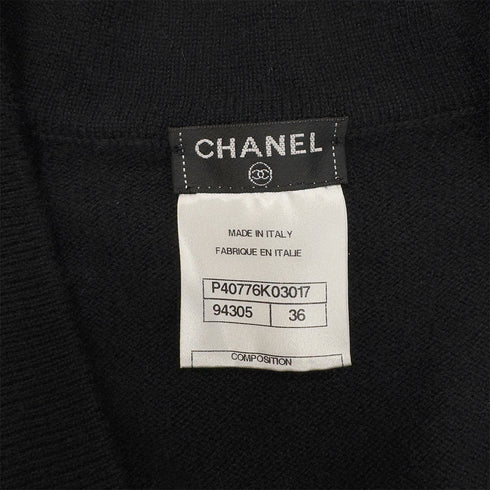 CHANEL
MADE IN ITALY
FABRIQUE EN ITALIE
P40776K03017
94305 36
COMPOSITION